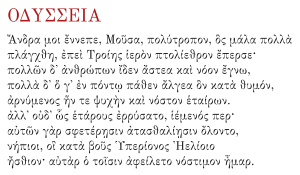 ΟΔΥΣΣΕΙΑ
Ἄνδρα μοι ἔννεπε, Μοῦσα, πολύτροπον, ὃς μάλα πολλὰ
πλάγχθη, ἐπεὶ Τροίης ἱερὸν πτολίεθρον ἔπερσε·
πολλῶν δ᾽ ἀνθρώπων ἴδεν ἄστεα καὶ νόον ἔγνω,
πολλὰ δ᾽ ὅ γ᾽ ἐν πόντῳ πάθεν ἄλγεα ὃν κατὰ θυμόν,
ἀρνύμενος ἥν τε ψυχὴν καὶ νόστον ἑταίρων.
ἀλλ᾽ οὐδ᾽ ὧς ἑτάρους ἐρρύσατο, ἱέμενός περ·
αὐτῶν γὰρ σφετέρῃσιν ἀτασθαλίῃσιν ὄλοντο,
νήπιοι, οἳ κατὰ βοῦς Ὑπερίονος Ἠελίοιο
ἤσθιον· αὐτὰρ ὁ τοῖσιν ἀφείλετο νόστιμον ἦμαρ.